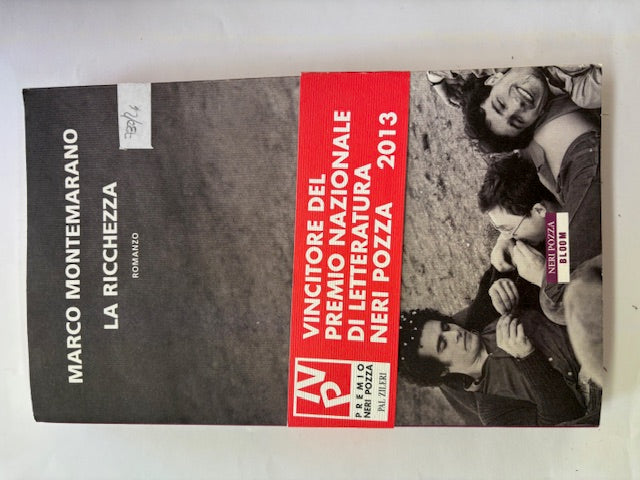 MARCO MONTEMARANO
LA RICCHEZZA
ROMANZO
VINCITORE DEL
PREMIO NAZIONALE
DI LETTERATURA
NERI POZZA 2013
PREMIO
NERI POZZA
PAL ZILERI
NERI POZZA
BLOOM